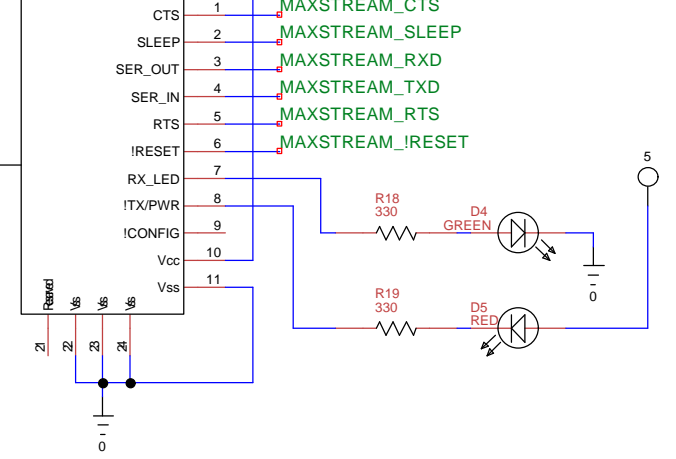 CTS 1 MAXSTREAM_CTS
SLEEP 2 MAXSTREAM_SLEEP
SER_OUT 3 MAXSTREAM_RXD
SER_IN 4 MAXSTREAM_TXD
RTS 5 MAXSTREAM_RTS
!RESET 6 MAXSTREAM_!RESET
5
RX_LED 7
R18
330
D4
GREEN
!TX/PWR 8
!CONFIG 9
Vcc 10
Vss 11
0
R19
330
D5
RED
Reserved
Vss
Vss
Vss
21
22
23
24
0